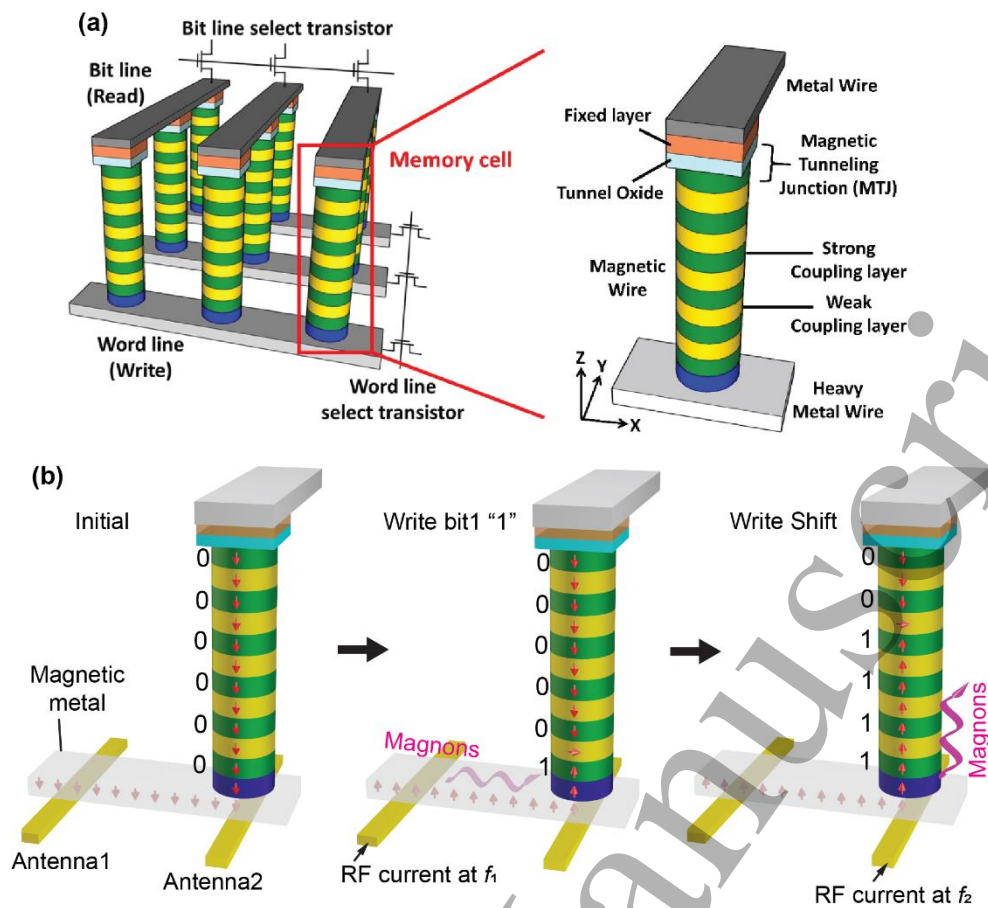 (a)
Bit line select transistor
Bit line
(Read)
Memory cell
Word line
(Write)
Word line
select transistor
Metal Wire
Fixed layer
Tunnel Oxide
Magnetic
Tunneling
Junction (MTJ)
Magnetic
Wire
Strong
Coupling layer
Weak
Coupling layer
Z
Y
X
Heavy
Metal Wire
(b)
Initial
0
0
0
0
0
0
Magnetic
metal
Antenna1
Antenna2
Write bit1 “1”
0
0
0
0
0
1
Magnons
RF current at f₁
Write Shift
0
0
1
1
1
1
Magnons
RF current at f₂
anuscri